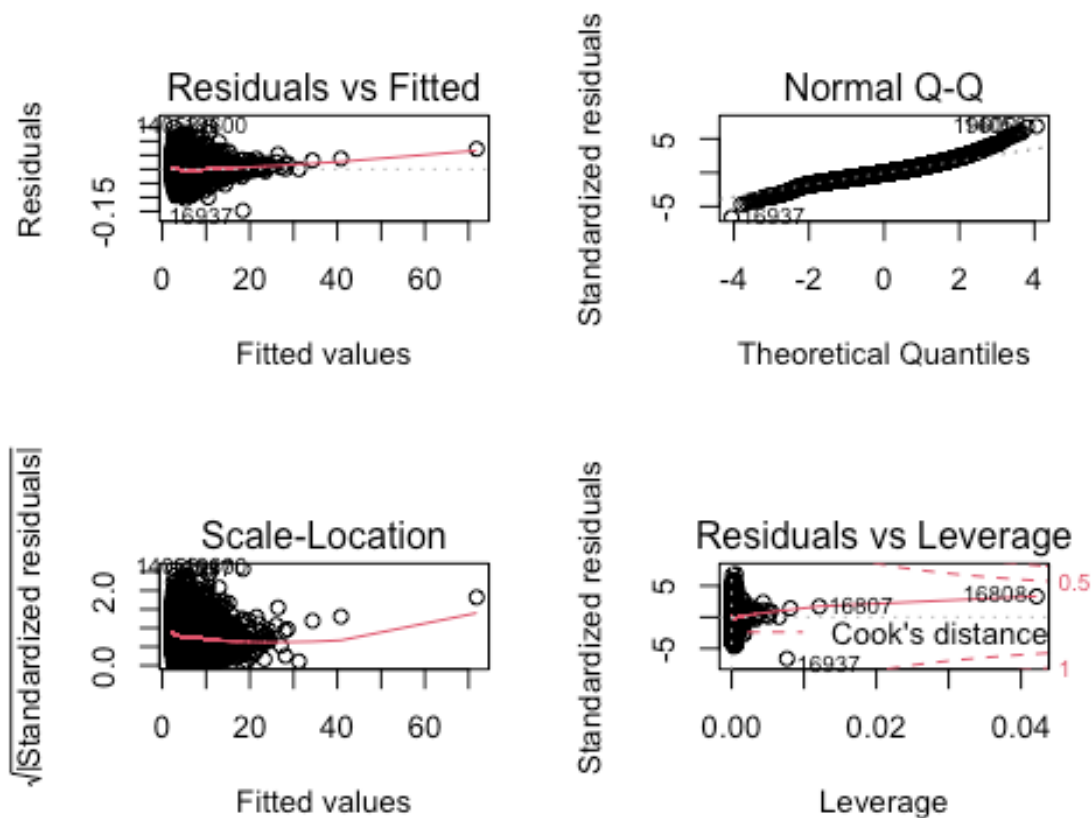 Residuals vs Fitted
Residuals
-0.15
16937
0 20 40 60
Fitted values
Normal Q-Q
Standardized residuals
5
-5
16937
-4 -2 0 2 4
Theoretical Quantiles
Scale-Location
√|Standardized residuals|
2.0
0.0
0 20 40 60
Fitted values
Residuals vs Leverage
Standardized residuals
5
-5
16807
16808
0.5
Cook's distance
16937
1
0.00 0.02 0.04
Leverage